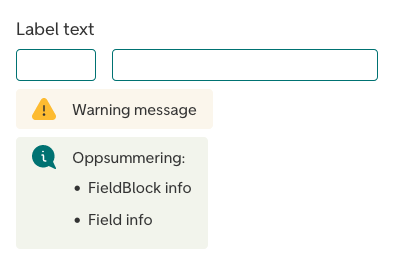 Label text
Warning message
Oppsummering:
• FieldBlock info
• Field info